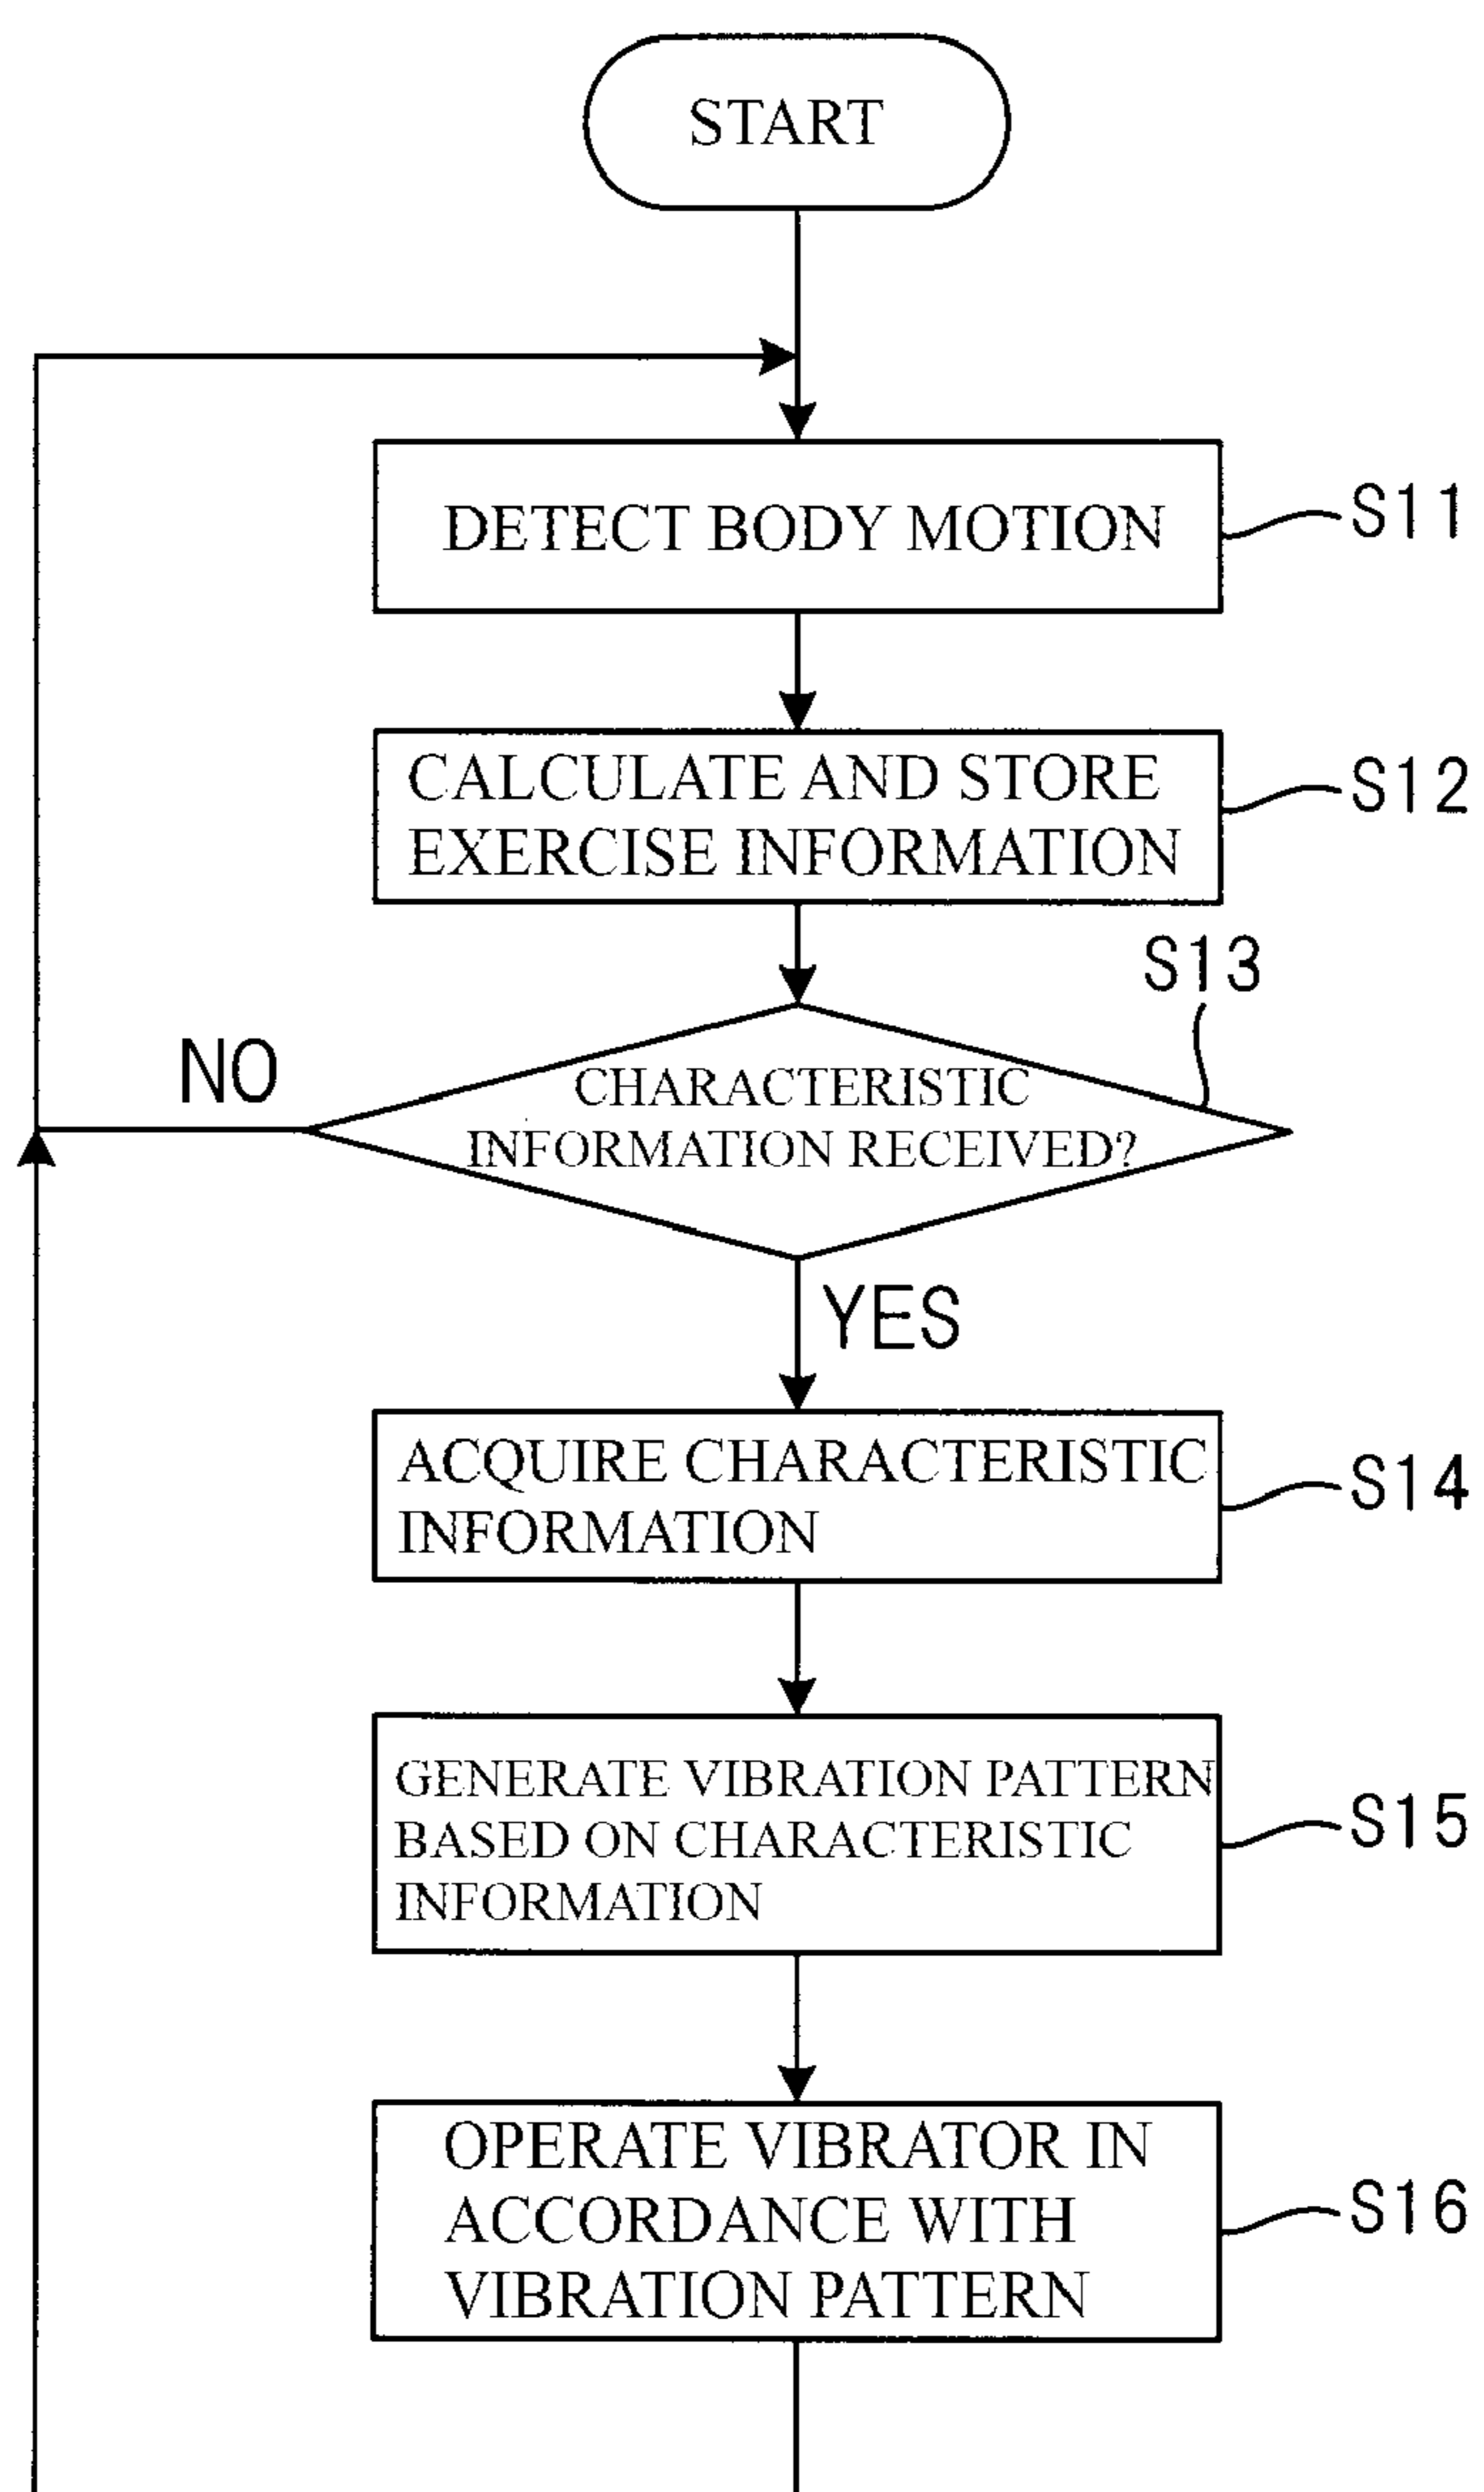 START
DETECT BODY MOTION
S11
CALCULATE AND STORE
EXERCISE INFORMATION
S12
S13
NO
CHARACTERISTIC
INFORMATION RECEIVED?
YES
ACQUIRE CHARACTERISTIC
INFORMATION
S14
GENERATE VIBRATION PATTERN
BASED ON CHARACTERISTIC
INFORMATION
S15
OPERATE VIBRATOR IN
ACCORDANCE WITH
VIBRATION PATTERN
S16